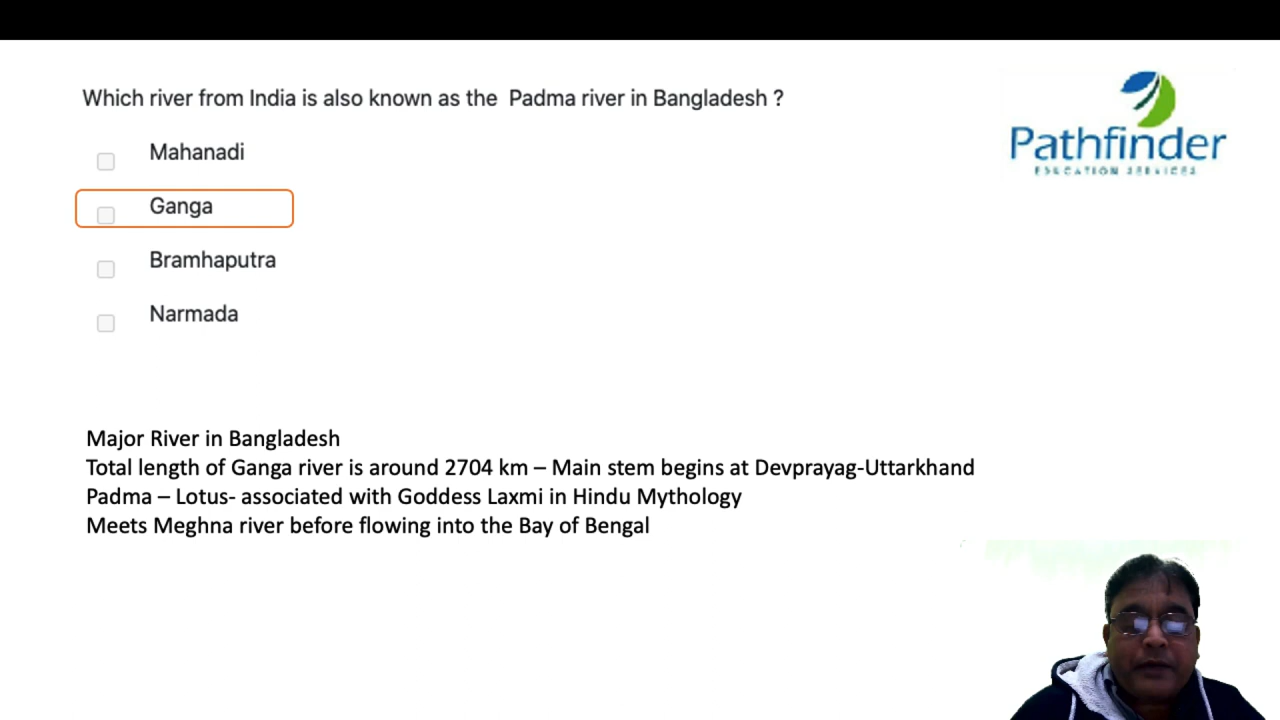 Which river from India is also known as the Padma river in Bangladesh ?
Mahanadi
Ganga
Bramhaputra
Narmada
Pathfinder
EDUCATION SERVICES
Major River in Bangladesh
Total length of Ganga river is around 2704 km – Main stem begins at Devprayag-Uttarkhand
Padma – Lotus- associated with Goddess Laxmi in Hindu Mythology
Meets Meghna river before flowing into the Bay of Bengal